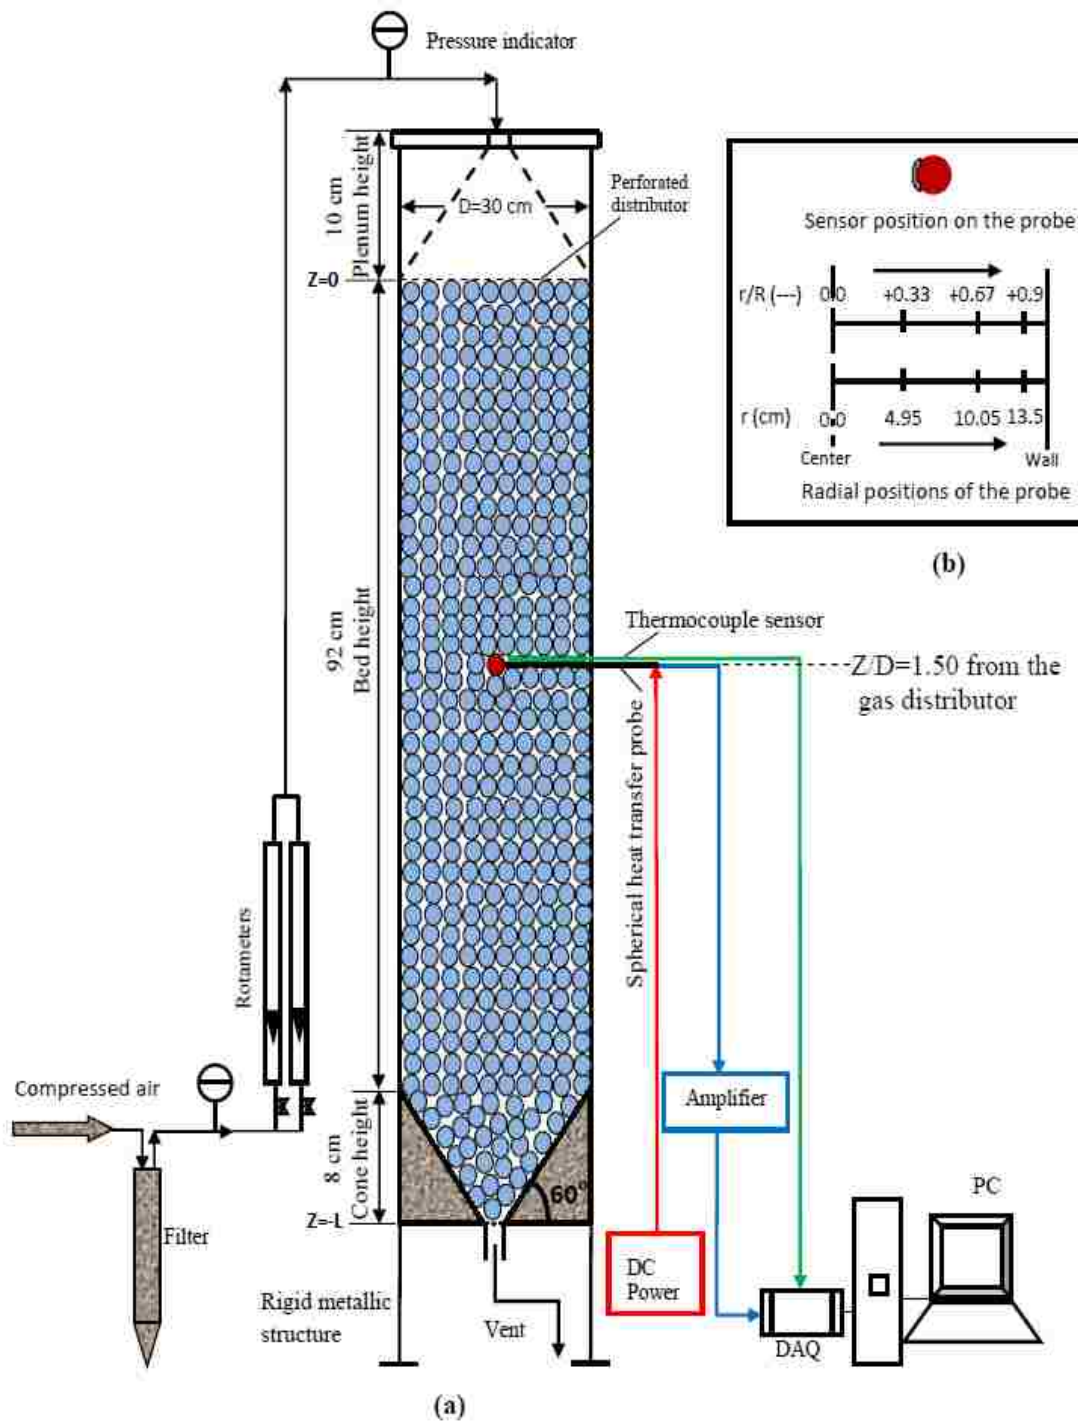 Pressure indicator
10 cm
Plenum height
D=30 cm
Perforated
distributor
Z=0
92 cm
Bed height
Thermocouple sensor
Z/D=1.50 from the
gas distributor
Spherical heat transfer probe
Rotameters
Compressed air
Filter
8 cm
Cone height
60°
Z=-L
Rigid metallic
structure
Vent
Amplifier
DC
Power
DAQ
PC
(a)
Sensor position on the probe
r/R (---) 0.0 +0.33 +0.67 +0.9
r (cm) 0.0 4.95 10.05 13.5
Center Wall
Radial positions of the probe
(b)